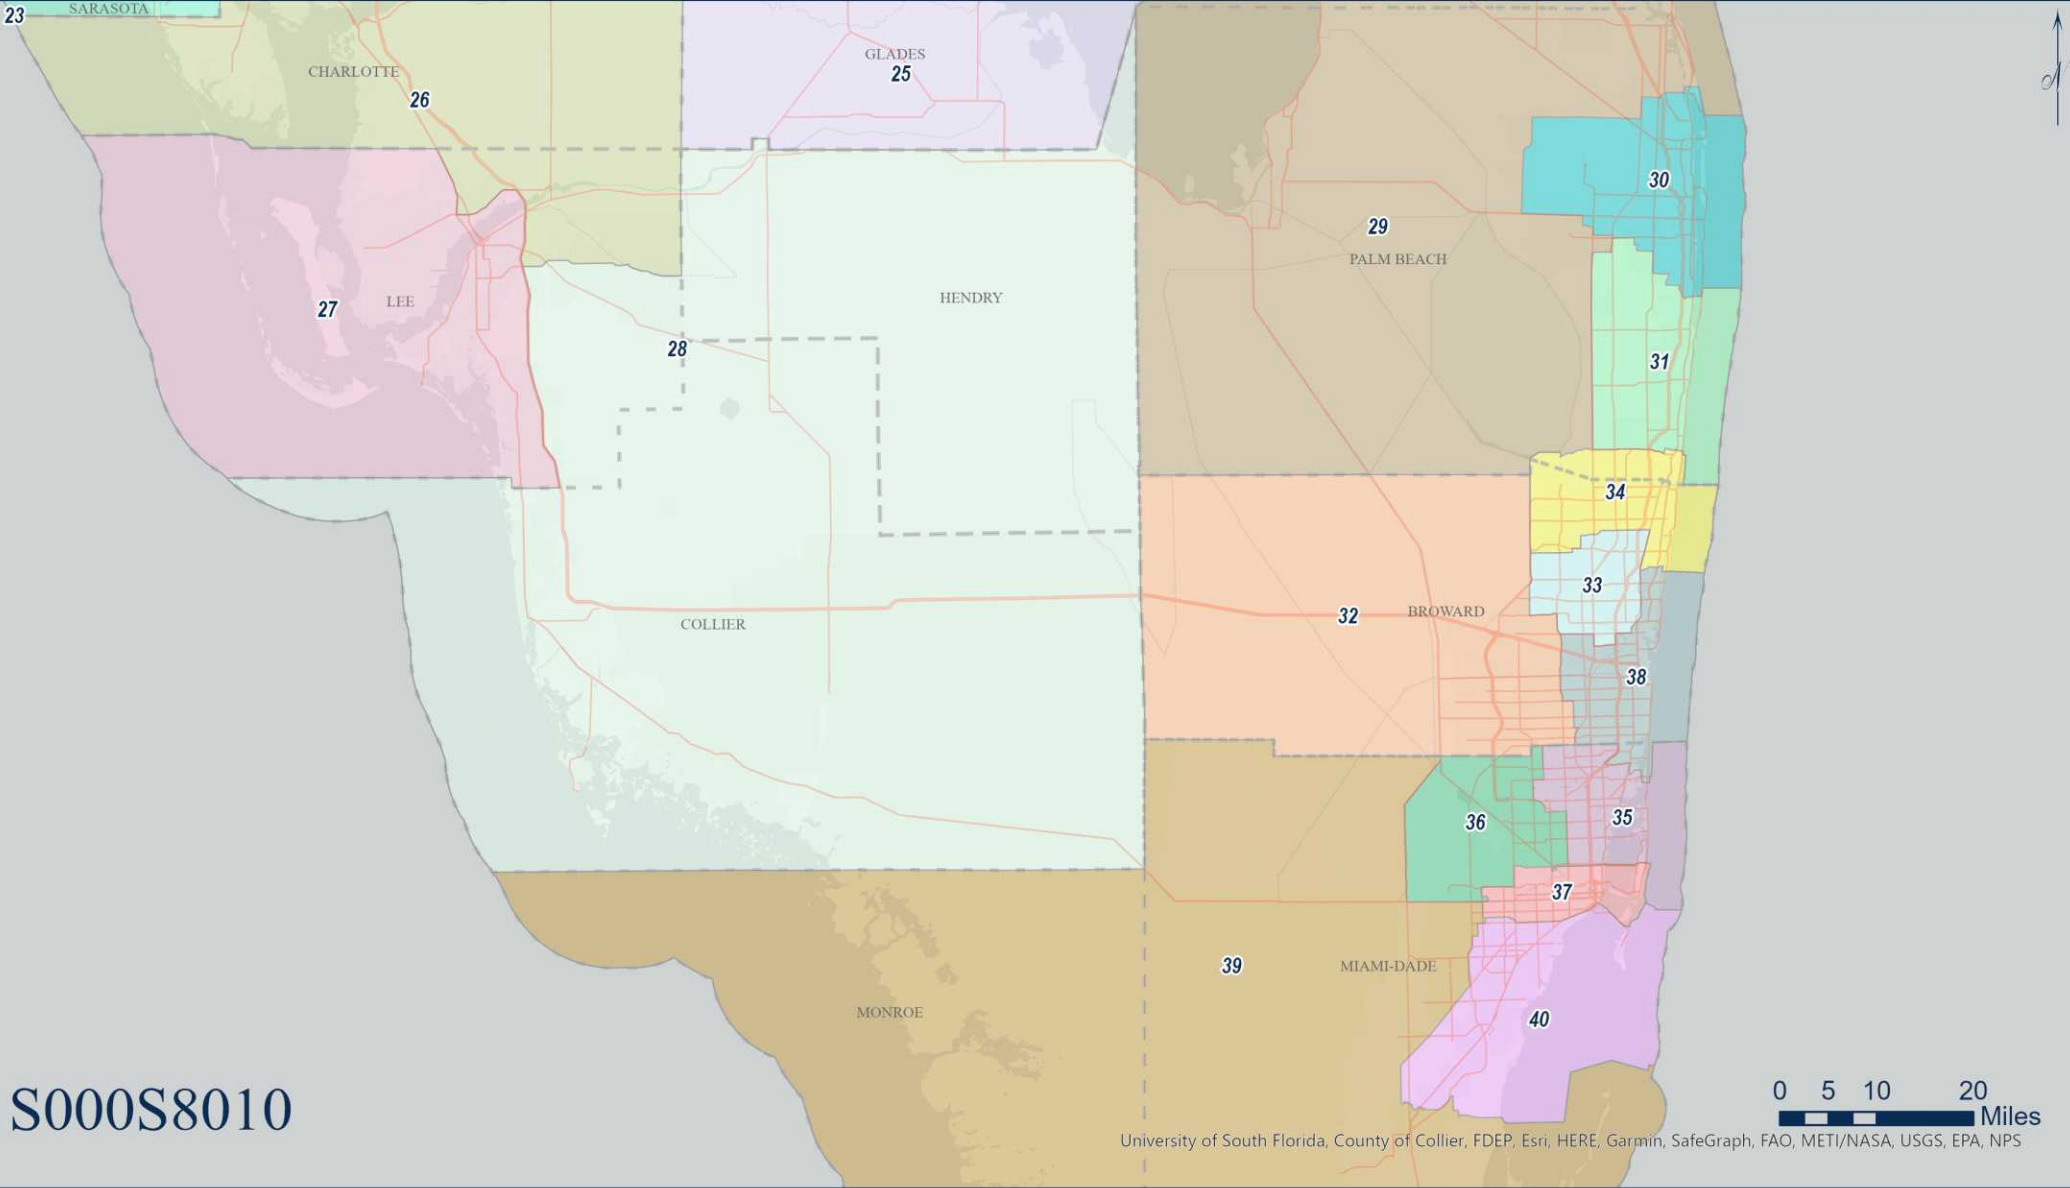 SARASOTA
23
GLADES
CHARLOTTE
25
26
30
29
PALM BEACH
HENDRY
LEE
27
28
31
34
33
32
BROWARD
COLLIER
38
35
36
37
39
MIAMI-DADE
MONROE
40
0 5 10 20
Miles
S000S8010
University of South Florida, County of Collier, FDEP, Esri, HERE, Garmin, SafeGraph, FAO, METI/NASA, USGS, EPA, NPS